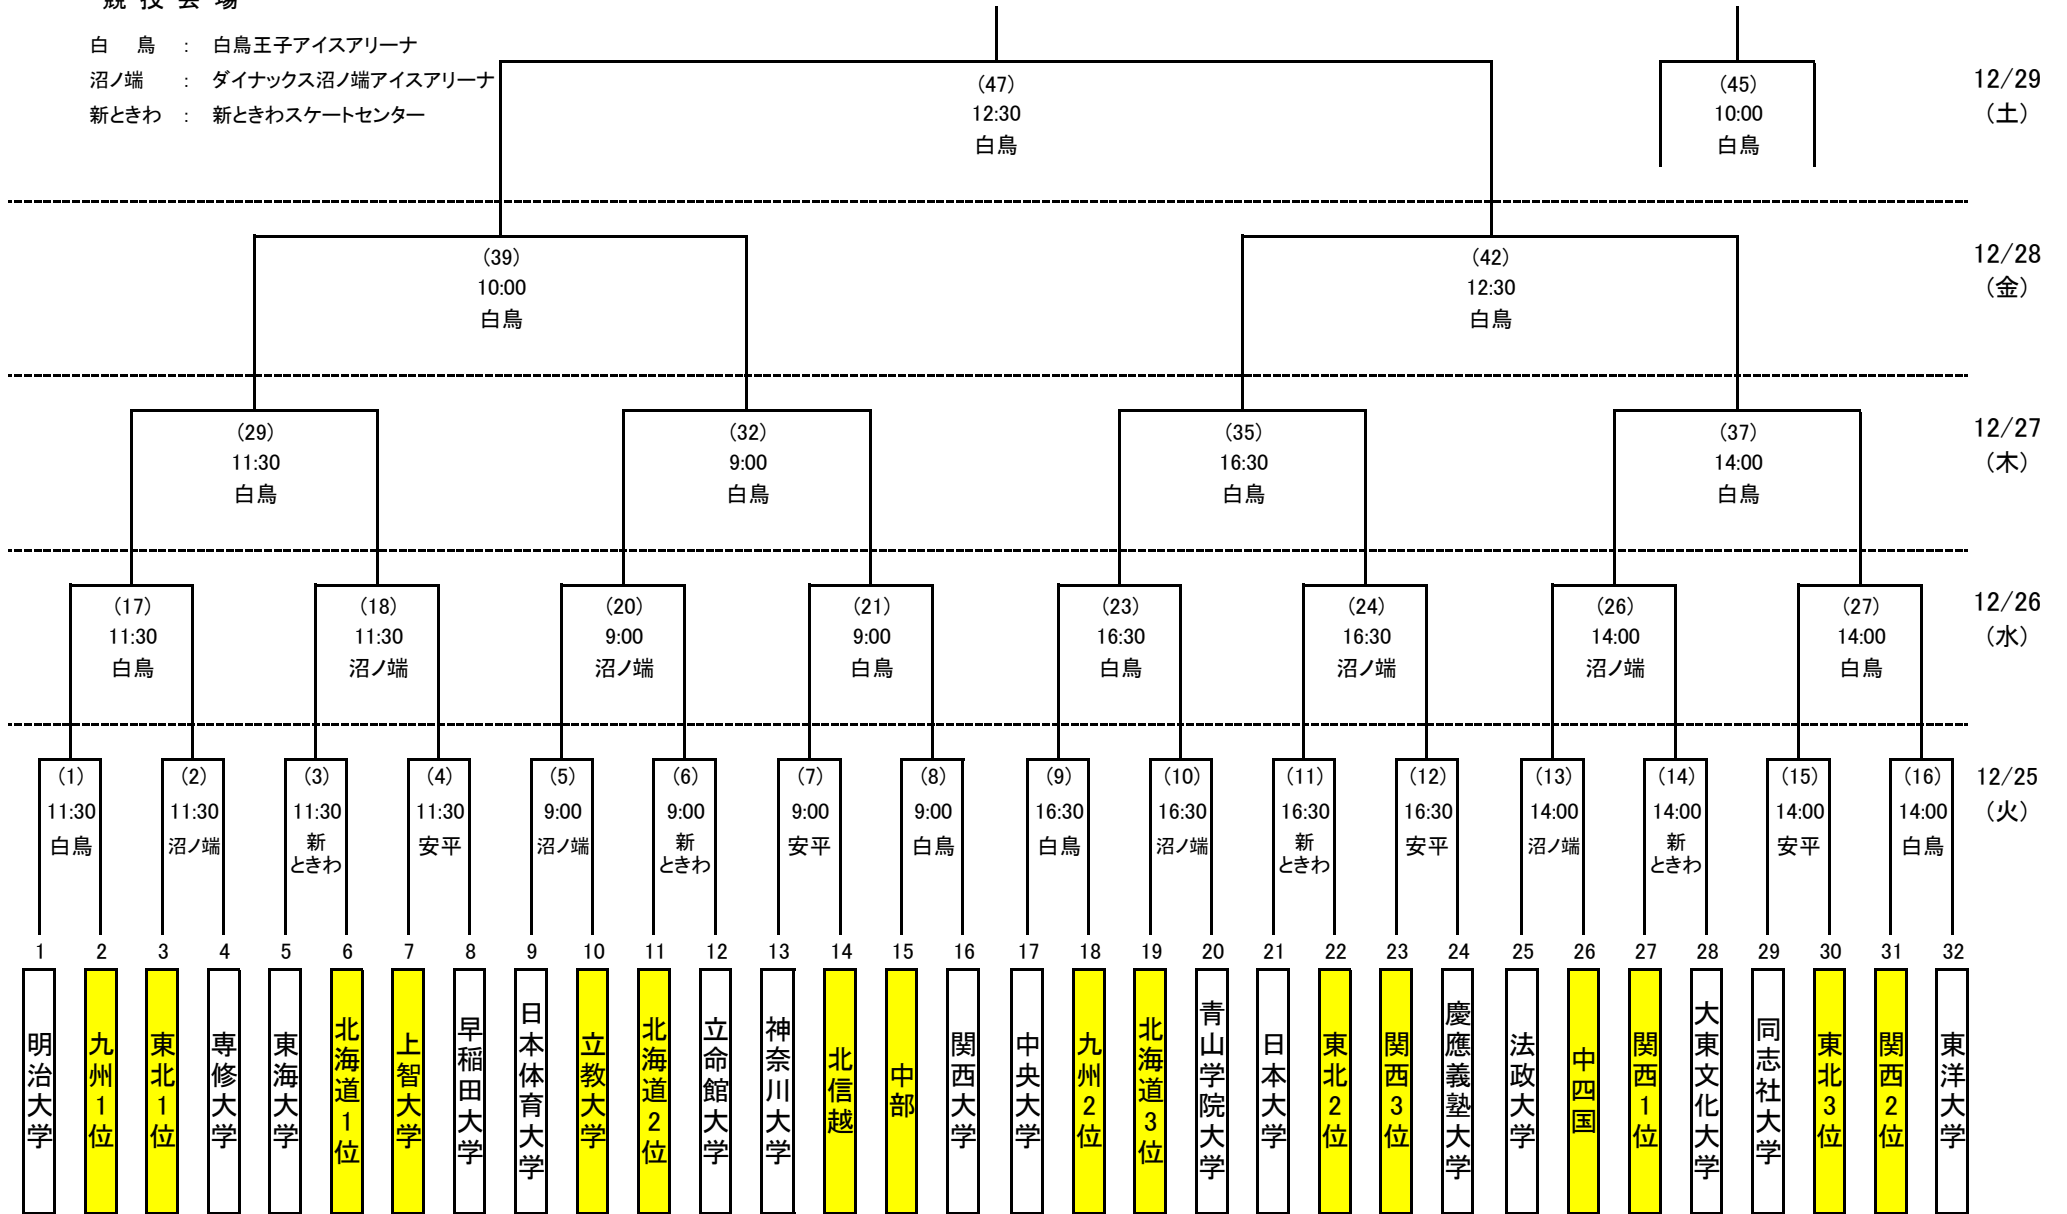 競技会場
白鳥 : 白鳥王子アイスアリーナ
沼ノ端 : ダイナックス沼ノ端アイスアリーナ
新ときわ : 新ときわスケートセンター
(47)
12:30
白鳥
(45)
10:00
白鳥
12/29
(土)
(39)
10:00
白鳥
(42)
12:30
白鳥
12/28
(金)
(29)
11:30
白鳥
(32)
9:00
白鳥
(35)
16:30
白鳥
(37)
14:00
白鳥
12/27
(木)
(17)
11:30
白鳥
(18)
11:30
沼ノ端
(20)
9:00
沼ノ端
(21)
9:00
白鳥
(23)
16:30
白鳥
(24)
16:30
沼ノ端
(26)
14:00
沼ノ端
(27)
14:00
白鳥
12/26
(水)
(1)
11:30
白鳥
(2)
11:30
沼ノ端
(3)
11:30
新
ときわ
(4)
11:30
安平
(5)
9:00
沼ノ端
(6)
9:00
新
ときわ
(7)
9:00
安平
(8)
9:00
白鳥
(9)
16:30
白鳥
(10)
16:30
沼ノ端
(11)
16:30
新
ときわ
(12)
16:30
安平
(13)
14:00
沼ノ端
(14)
14:00
新
ときわ
(15)
14:00
安平
(16)
14:00
白鳥
12/25
(火)
1
明治大学
2
九州1位
3
東北1位
4
専修大学
5
東海大学
6
北海道1位
7
上智大学
8
早稲田大学
9
日本体育大学
10
立教大学
11
北海道2位
12
立命館大学
13
神奈川大学
14
北信越
15
中部
16
関西大学
17
中央大学
18
九州2位
19
北海道3位
20
青山学院大学
21
日本大学
22
東北2位
23
関西3位
24
慶應義塾大学
25
法政大学
26
中四国
27
関西1位
28
大東文化大学
29
同志社大学
30
東北3位
31
関西2位
32
東洋大学